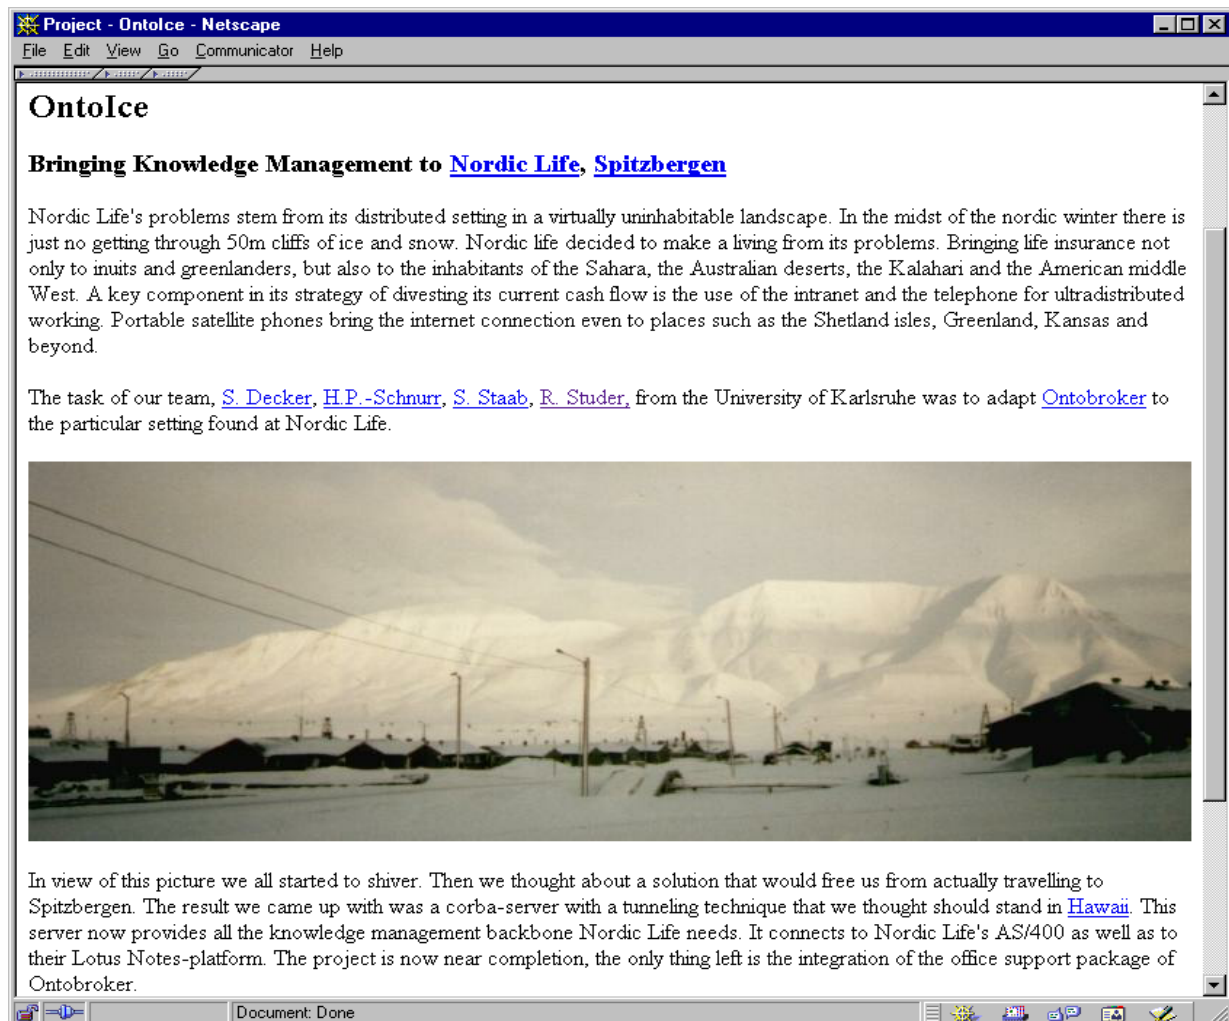 Project - OntoIce - Netscape
File Edit View Go Communicator Help
OntoIce
Bringing Knowledge Management to Nordic Life, Spitzbergen
Nordic Life's problems stem from its distributed setting in a virtually uninhabitable landscape. In the midst of the nordic winter there is
just no getting through 50m cliffs of ice and snow. Nordic life decided to make a living from its problems. Bringing life insurance not
only to inuits and greenlanders, but also to the inhabitants of the Sahara, the Australian deserts, the Kalahari and the American middle
West. A key component in its strategy of divesting its current cash flow is the use of the intranet and the telephone for ultradistributed
working. Portable satellite phones bring the internet connection even to places such as the Shetland isles, Greenland, Kansas and
beyond.
The task of our team, S. Decker, H.P.-Schnurr, S. Staab, R. Studer, from the University of Karlsruhe was to adapt Ontobroker to
the particular setting found at Nordic Life.
In view of this picture we all started to shiver. Then we thought about a solution that would free us from actually travelling to
Spitzbergen. The result we came up with was a corba-server with a tunneling technique that we thought should stand in Hawaii. This
server now provides all the knowledge management backbone Nordic Life needs. It connects to Nordic Life's AS/400 as well as to
their Lotus Notes-platform. The project is now near completion, the only thing left is the integration of the office support package of
Ontobroker.
Document: Done